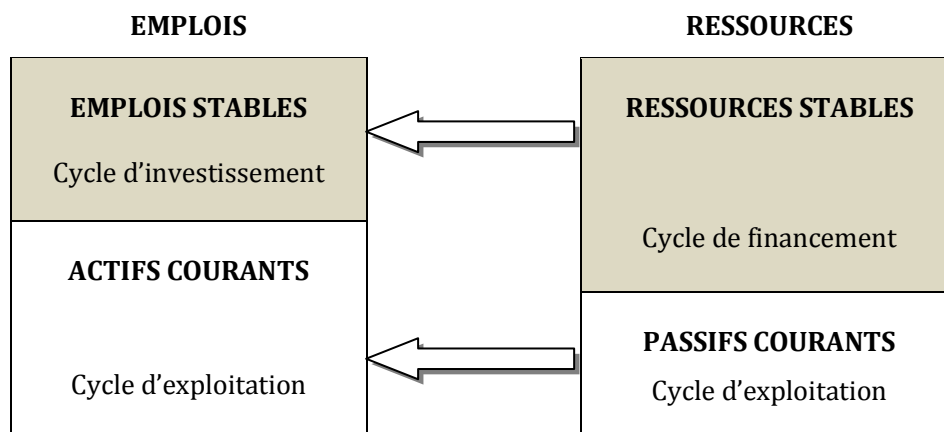 EMPLOIS
RESSOURCES
EMPLOIS STABLES
Cycle d’investissement
RESSOURCES STABLES
Cycle de financement
ACTIFS COURANTS
Cycle d’exploitation
PASSIFS COURANTS
Cycle d’exploitation